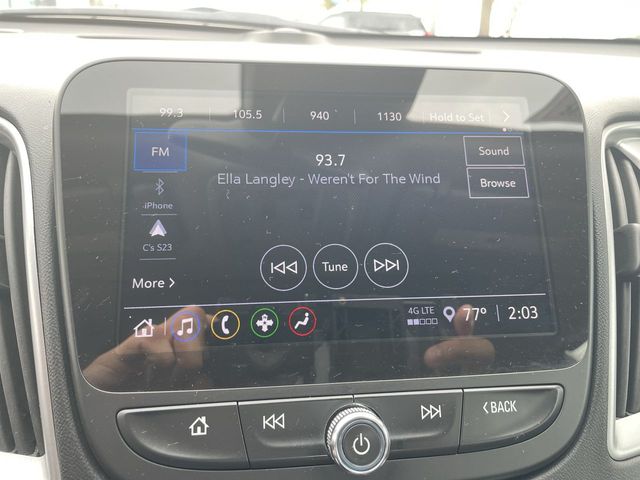 99.3 105.5 940 1130 Hold to Set
FM
93.7
Sound
Ella Langley - Weren't For The Wind
Browse
iPhone
C's S23
Tune
More
4G LTE 77° 2:03
BACK